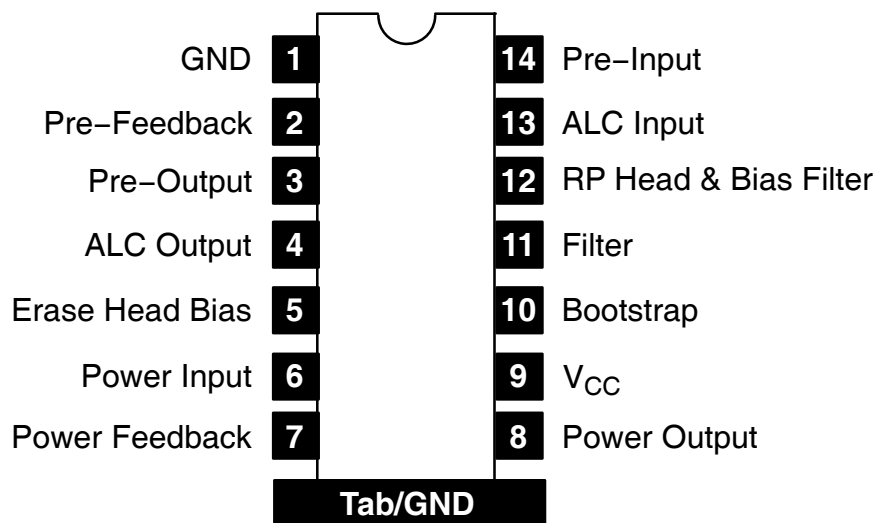 GND 1 14 Pre−Input
Pre−Feedback 2 13 ALC Input
Pre−Output 3 12 RP Head & Bias Filter
ALC Output 4 11 Filter
Erase Head Bias 5 10 Bootstrap
Power Input 6 9 VCC
Power Feedback 7 8 Power Output
Tab/GND